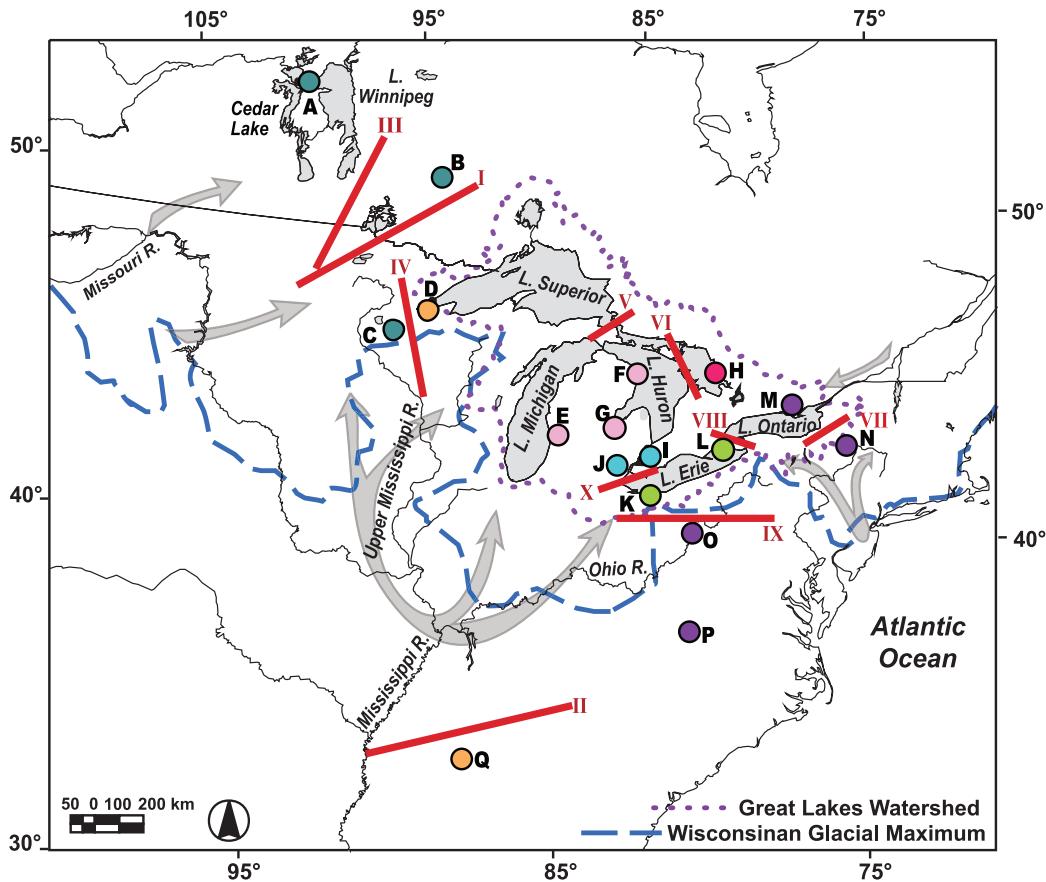 105°
95°
85°
75°
L.
Winnipeg
Cedar
Lake
A
III
50°
B
I
50°
Missouri R.
IV
D
L. Superior
C
V
VI
F
L. Huron
H
L. Michigan
G
E
M
L. Ontario
VII
VIII
L
N
I
J
L. Erie
X
K
40°
Upper Mississippi R.
IX
O
40°
Ohio R.
P
Atlantic
Ocean
Mississippi R.
II
Q
50 0 100 200 km
Great Lakes Watershed
Wisconsinan Glacial Maximum
30°
95°
85°
75°